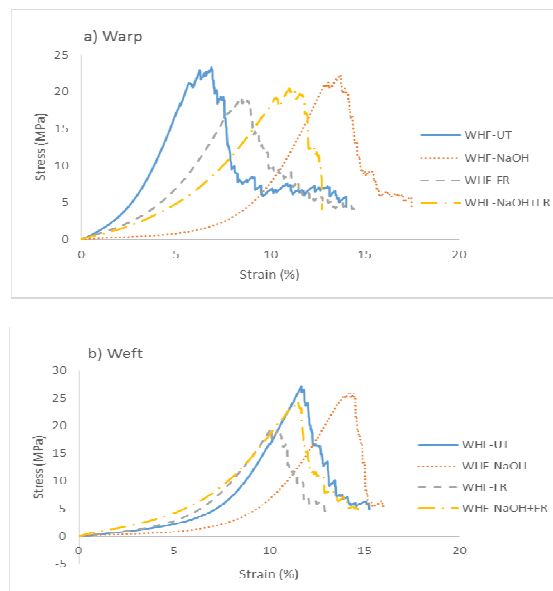 a) Warp
25
20
15
10
5
0
Stress (MPa)
0 5 10 15 20
Strain (%)
WHF-UT
WHF-NaOH
WHF-FR
WHF-NaOH+FR
b) Weft
30
25
20
15
10
5
0
-5
Stress (MPa)
0 5 10 15 20
Strain (%)
WHF-UT
WHF-NaOH
WHF-FR
WHF-NaOH+FR